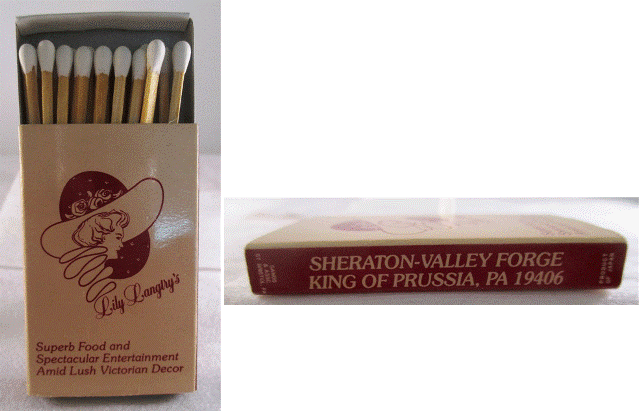 Lily Langtry's
Superb Food and
Spectacular Entertainment
Amid Lush Victorian Decor
SHERATON-VALLEY FORGE
KING OF PRUSSIA, PA 19406